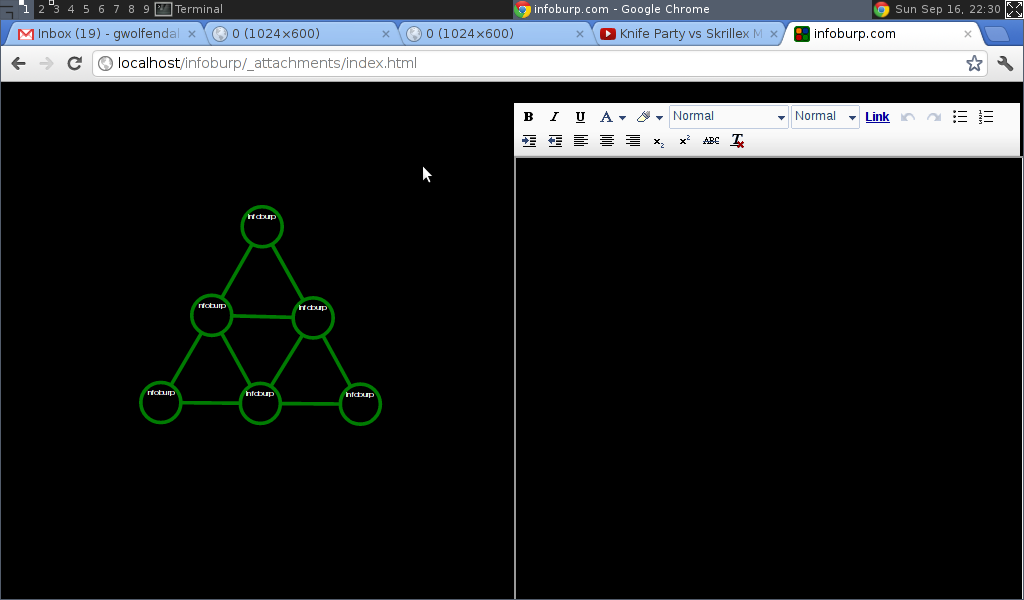 1 2 3 4 5 6 7 8 9 Terminal infoburp.com - Google Chrome Sun Sep 16, 22:30
Inbox (19) - gwolfendal 0 (1024×600) 0 (1024×600) Knife Party vs Skrillex M infoburp.com
localhost/infoburp/_attachments/index.html
B I U A Normal Normal Link
x2 x2 ABC T
infoburp
infoburp infoburp
infoburp infoburp infoburp